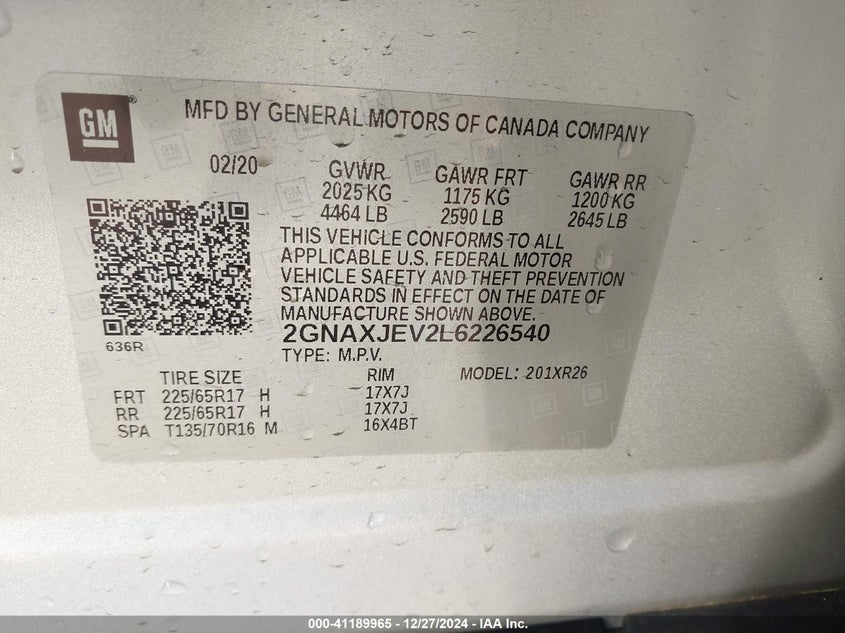 GM
MFD BY GENERAL MOTORS OF CANADA COMPANY
02/20 GVWR GAWR FRT GAWR RR
2025 KG 1175 KG 1200 KG
4464 LB 2590 LB 2645 LB
THIS VEHICLE CONFORMS TO ALL
APPLICABLE U.S. FEDERAL MOTOR
VEHICLE SAFETY AND THEFT PREVENTION
STANDARDS IN EFFECT ON THE DATE OF
MANUFACTURE SHOWN ABOVE.
2GNAXJEV2L6226540
636R
TYPE: M.P.V. MODEL: 201XR26
TIRE SIZE RIM
FRT 225/65R17 H 17X7J
RR 225/65R17 H 17X7J
SPA T135/70R16 M 16X4BT
000-41189965 - 12/27/2024 - IAA Inc.